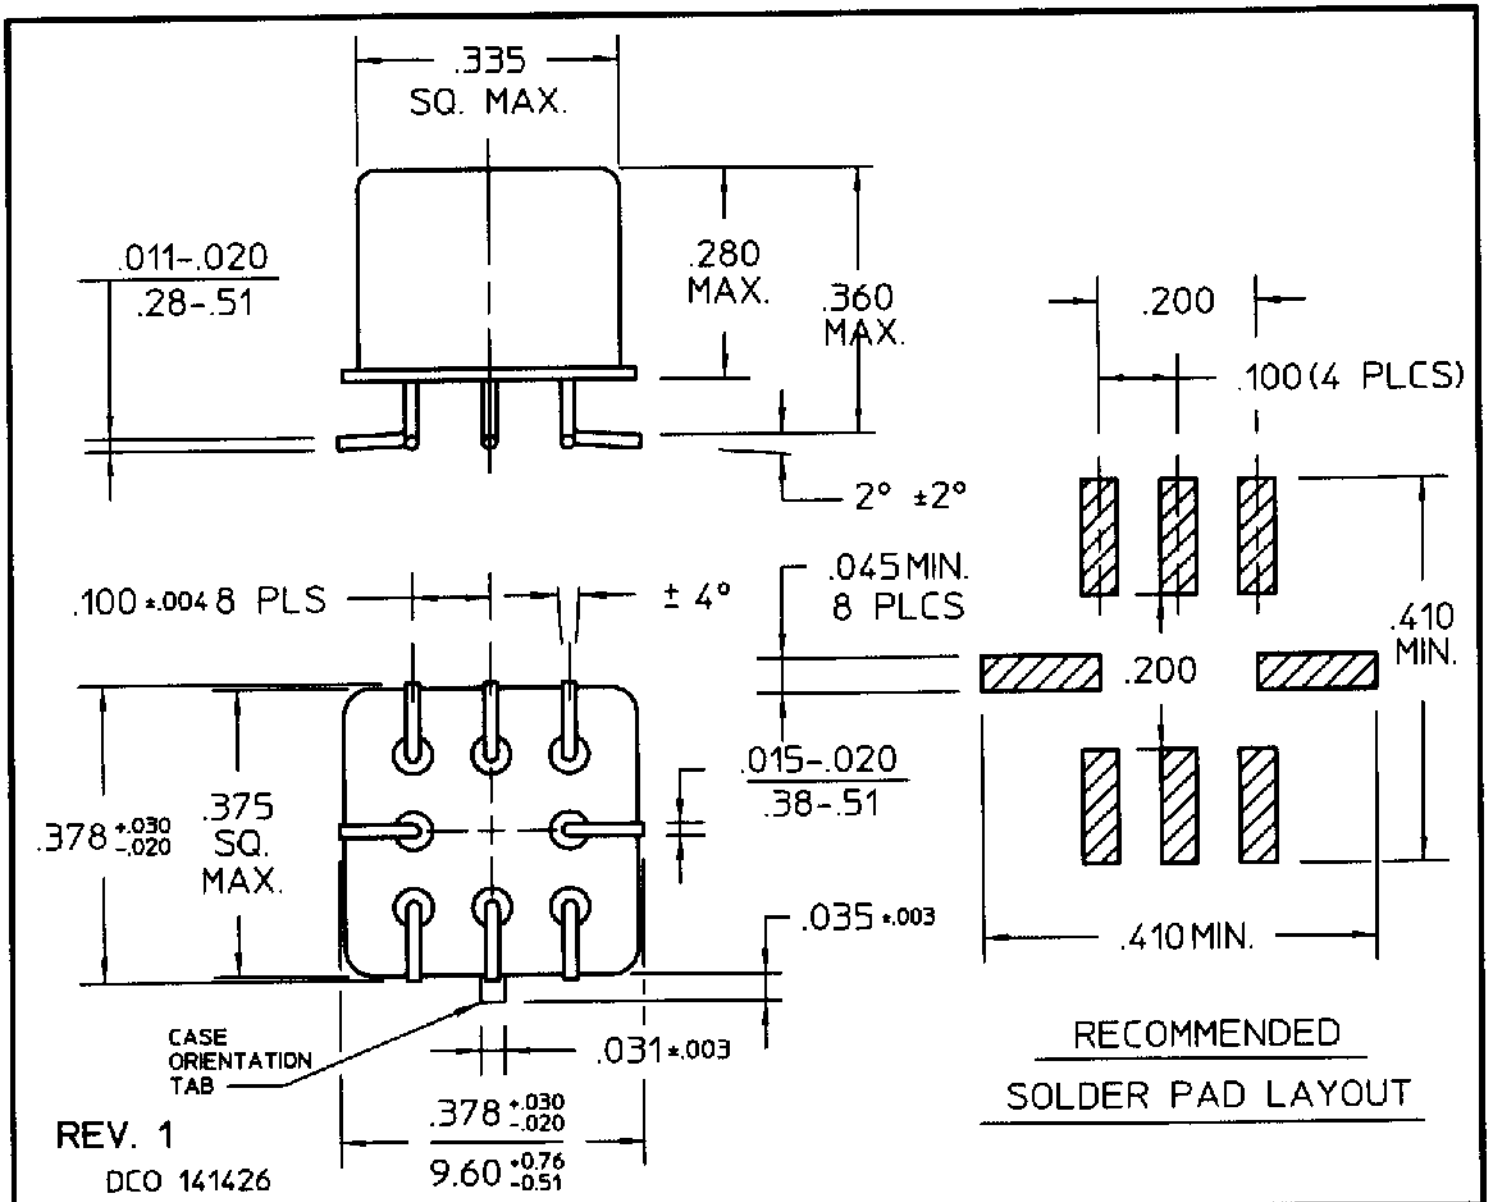 .335
SQ. MAX.
.011-.020
.28-.51
.280
MAX.
.360
MAX.
2° ±2°
.200
.100 (4 PLCS)
.100 ±.004 8 PLS
± 4°
.045 MIN.
8 PLCS
.200
.410
MIN.
.015-.020
.38-.51
.378 +.030
-.020
.375
SQ.
MAX.
.035 ±.003
.410 MIN.
CASE
ORIENTATION
TAB
.031 ±.003
.378 +.030
-.020
9.60 +0.76
-0.51
RECOMMENDED
SOLDER PAD LAYOUT
REV. 1
DCO 141426